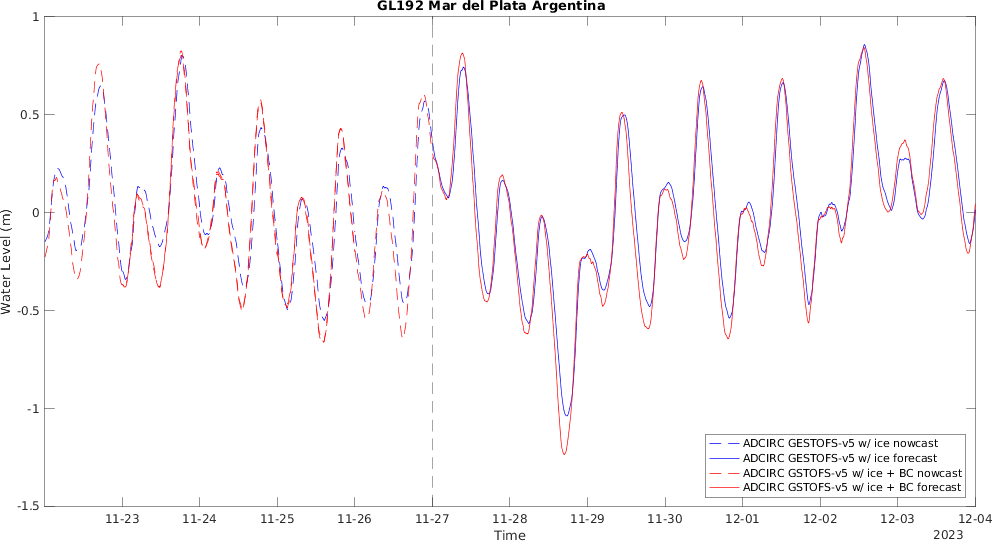 GL192 Mar del Plata Argentina
Water Level (m)
1
0.5
0
-0.5
-1
-1.5
11-23 11-24 11-25 11-26 11-27 11-28 11-29 11-30 12-01 12-02 12-03 12-04
Time
2023
ADCIRC GESTOFS-v5 w/ ice nowcast
ADCIRC GESTOFS-v5 w/ ice forecast
ADCIRC GSTOFS-v5 w/ ice + BC nowcast
ADCIRC GSTOFS-v5 w/ ice + BC forecast